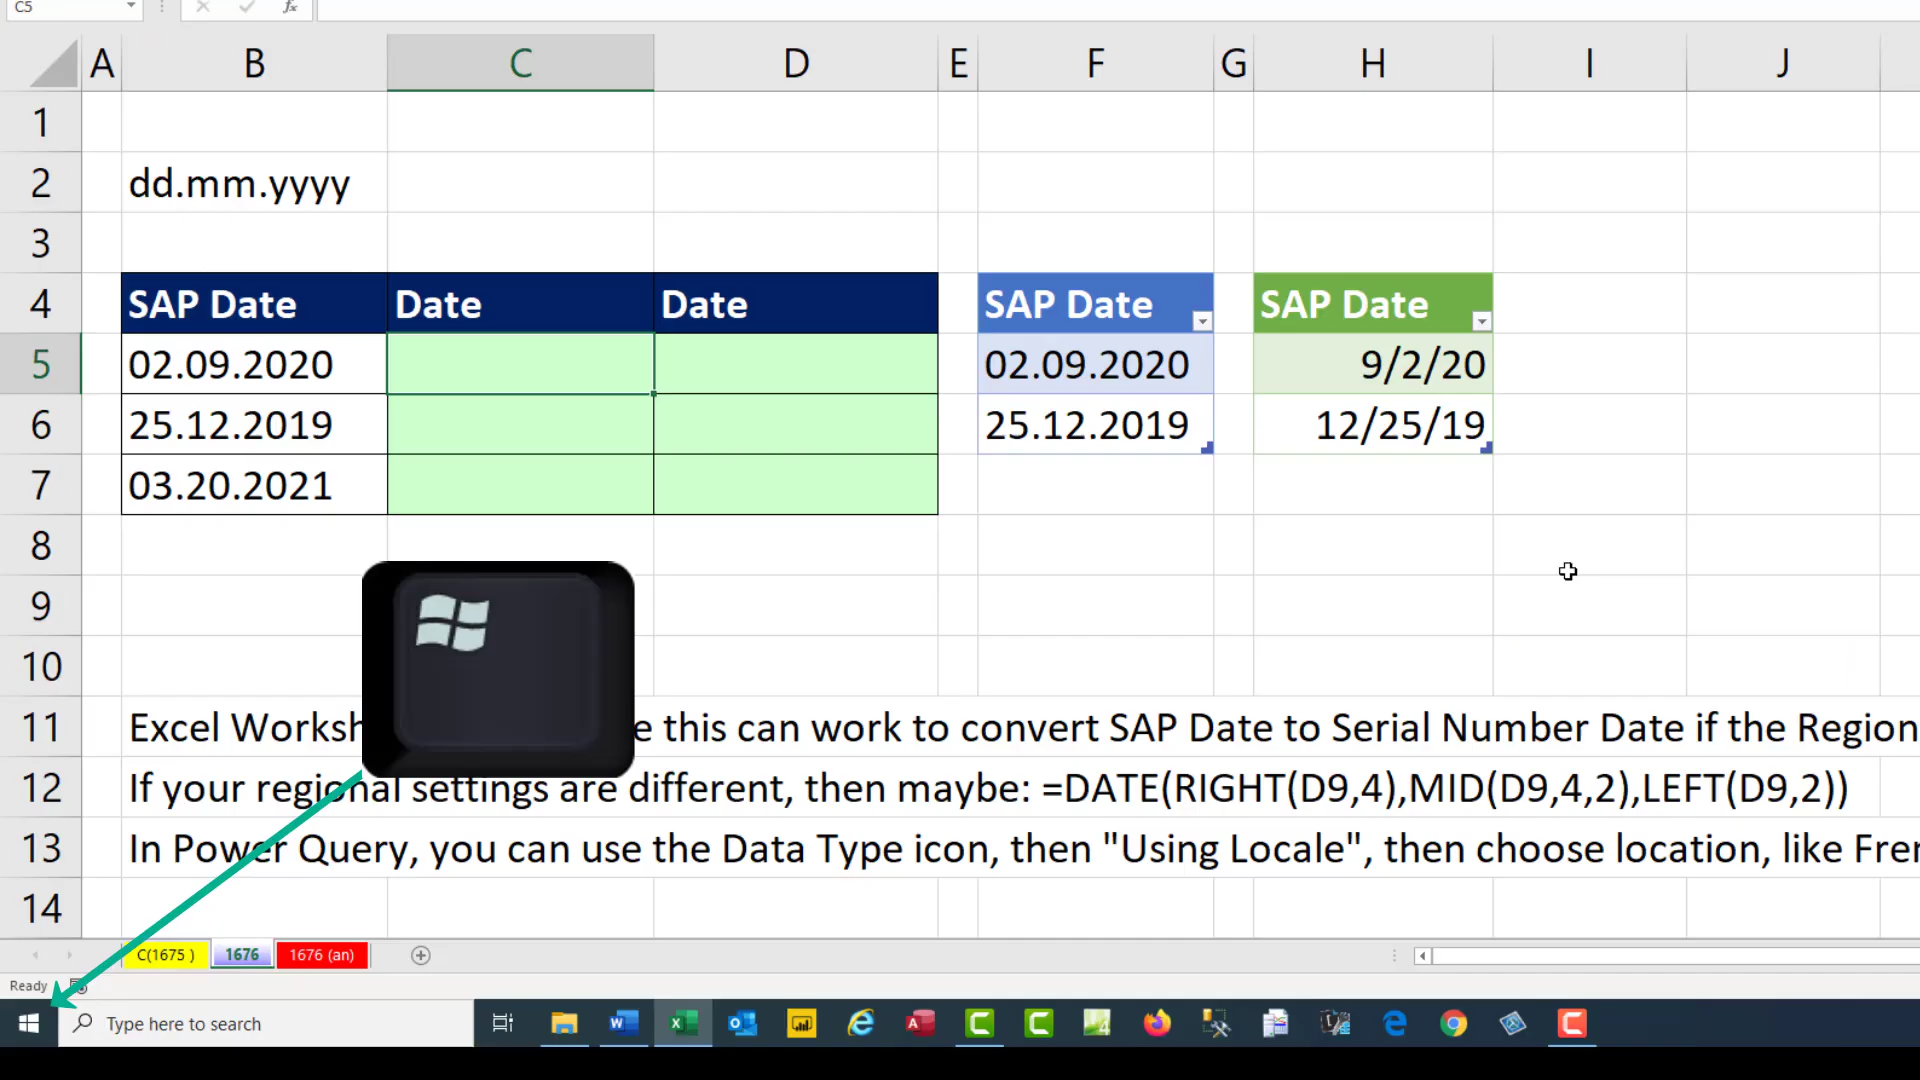 C5
fx
A B C D E F G H I J
1
2 dd.mm.yyyy
3
4 SAP Date Date Date SAP Date SAP Date
5 02.09.2020 02.09.2020 9/2/20
6 25.12.2019 25.12.2019 12/25/19
7 03.20.2021
8
9
10
11 Excel Worksh e this can work to convert SAP Date to Serial Number Date if the Region
12 If your regional settings are different, then maybe: =DATE(RIGHT(D9,4),MID(D9,4,2),LEFT(D9,2))
13 In Power Query, you can use the Data Type icon, then "Using Locale", then choose location, like Fren
14
C(1675 ) 1676 1676 (an)
Ready
Type here to search